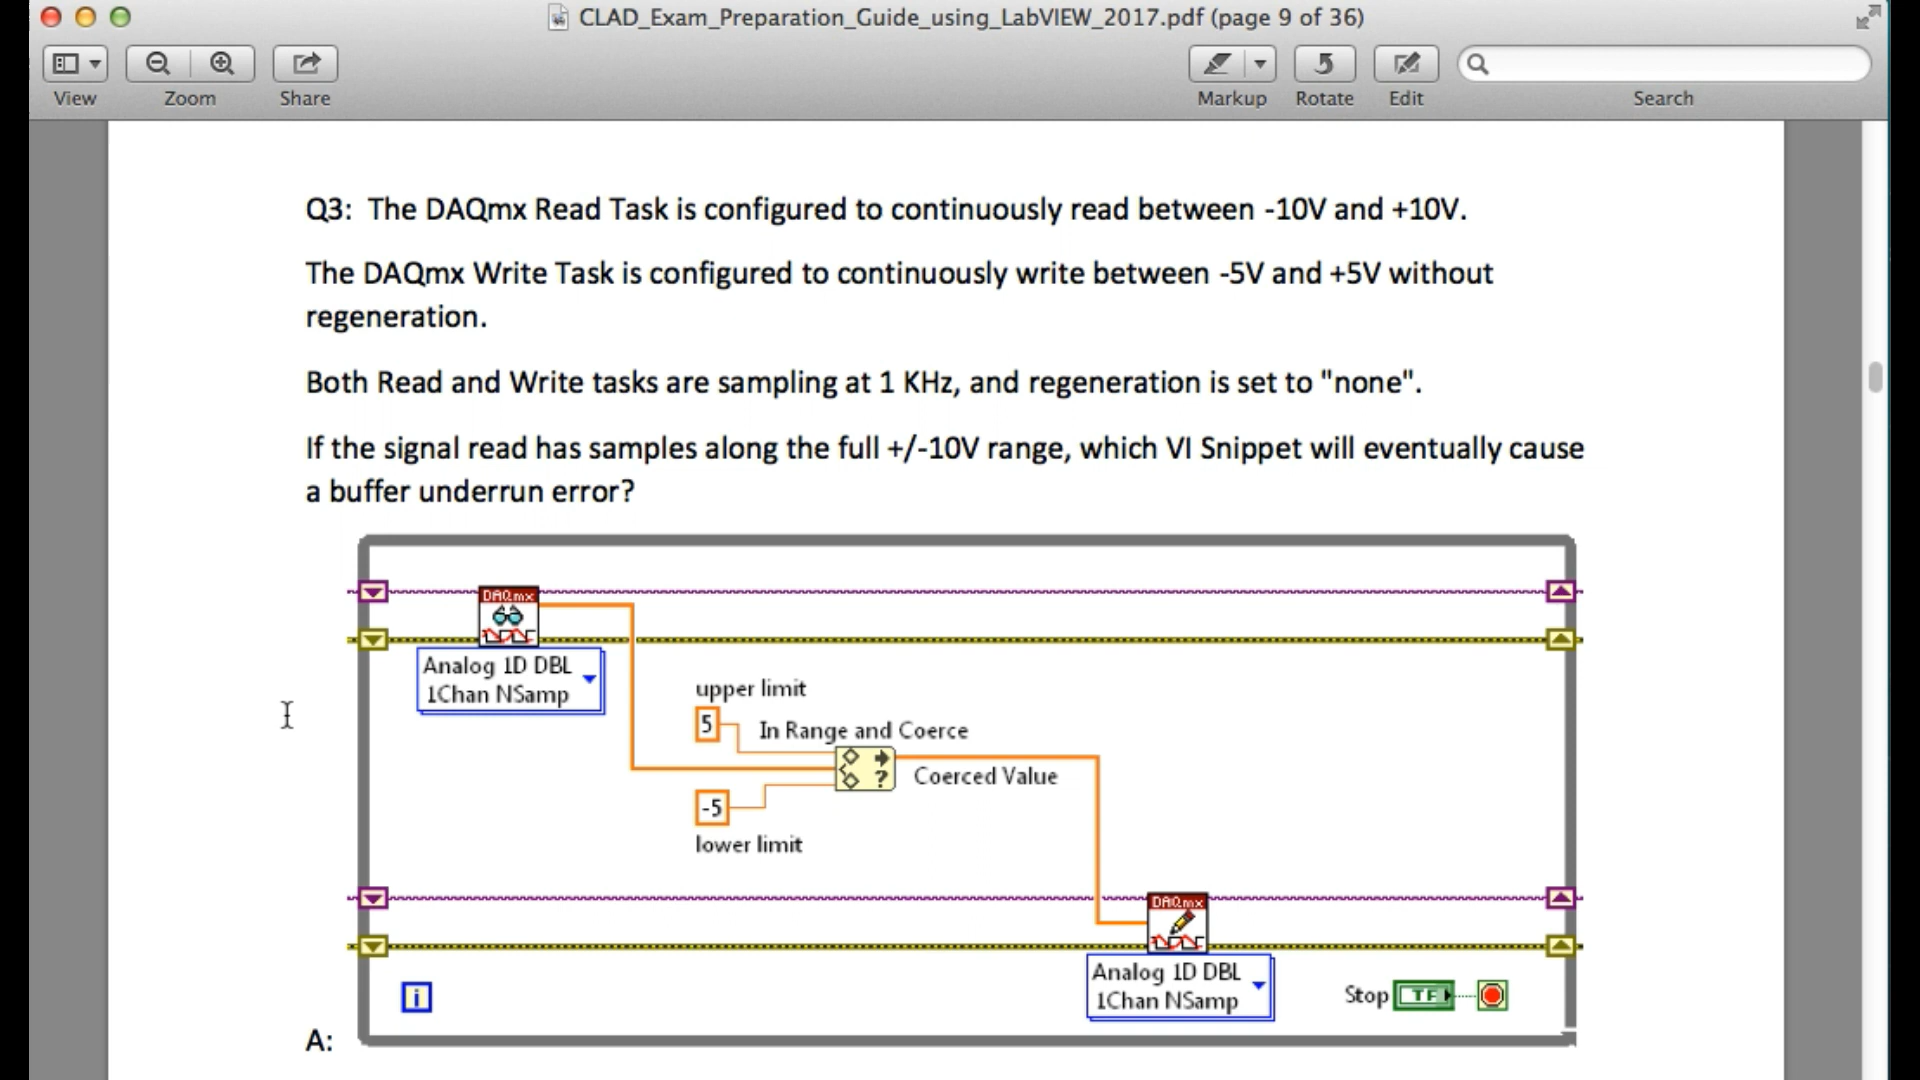 CLAD_Exam_Preparation_Guide_using_LabVIEW_2017.pdf (page 9 of 36)
View
Zoom
Share
Markup
Rotate
Edit
Search
Q3: The DAQmx Read Task is configured to continuously read between -10V and +10V.
The DAQmx Write Task is configured to continuously write between -5V and +5V without
regeneration.
Both Read and Write tasks are sampling at 1 KHz, and regeneration is set to "none".
If the signal read has samples along the full +/-10V range, which VI Snippet will eventually cause
a buffer underrun error?
DAQmx
Analog 1D DBL
1Chan NSamp
upper limit
5
In Range and Coerce
?
Coerced Value
-5
lower limit
DAQmx
Analog 1D DBL
1Chan NSamp
i
Stop
TF
A: